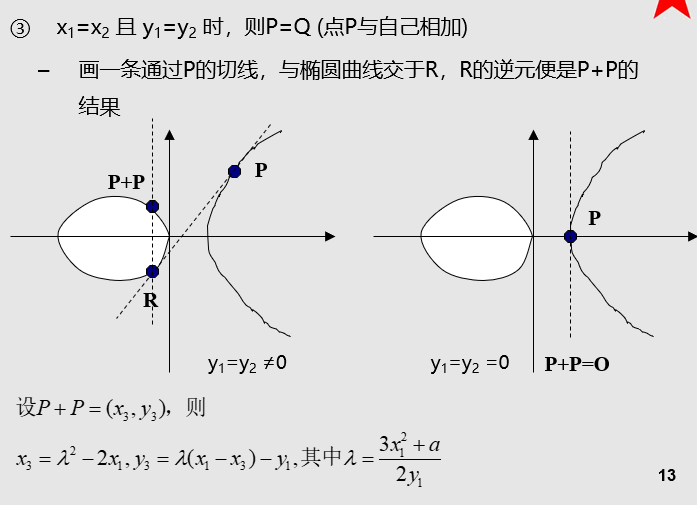 ③ x₁=x₂ 且 y₁=y₂ 时，则P=Q (点P与自己相加)
– 画一条通过P的切线，与椭圆曲线交于R，R的逆元便是P+P的
结果
P+P
P
R
y₁=y₂ ≠0
P
y₁=y₂ =0
P+P=O
设P + P = (x₃, y₃)，则
x₃ = λ² − 2x₁, y₃ = λ(x₁ − x₃) − y₁, 其中λ = (3x₁² + a)/(2y₁)
13